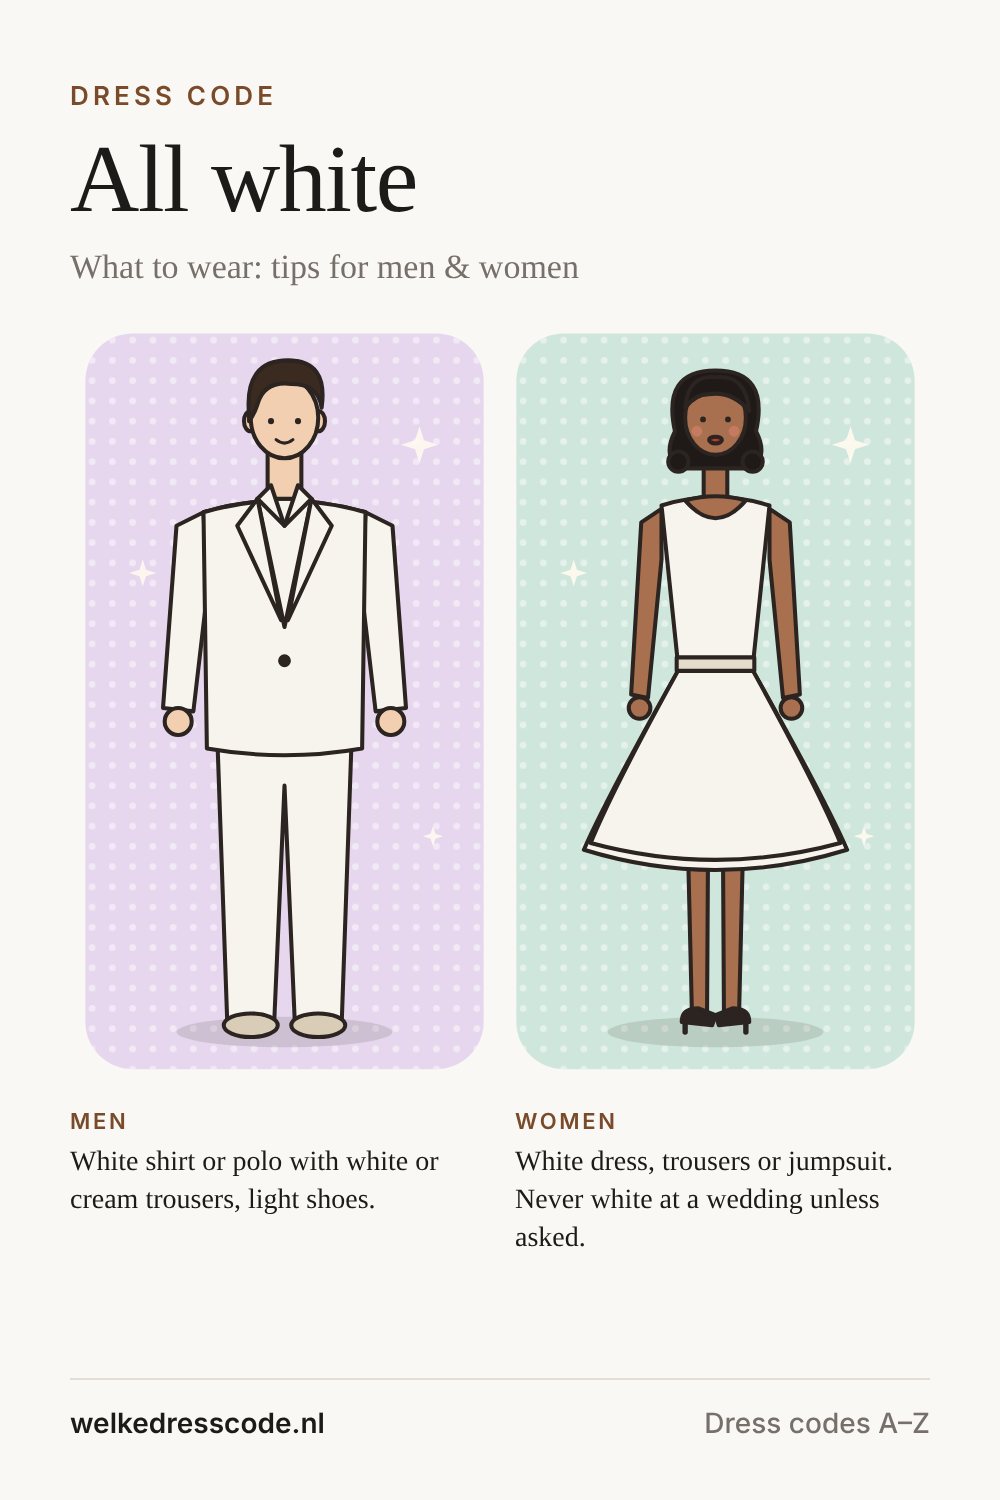 DRESS CODE
All white
What to wear: tips for men & women
MEN
White shirt or polo with white or
cream trousers, light shoes.
WOMEN
White dress, trousers or jumpsuit.
Never white at a wedding unless
asked.
welkedresscode.nl
Dress codes A–Z